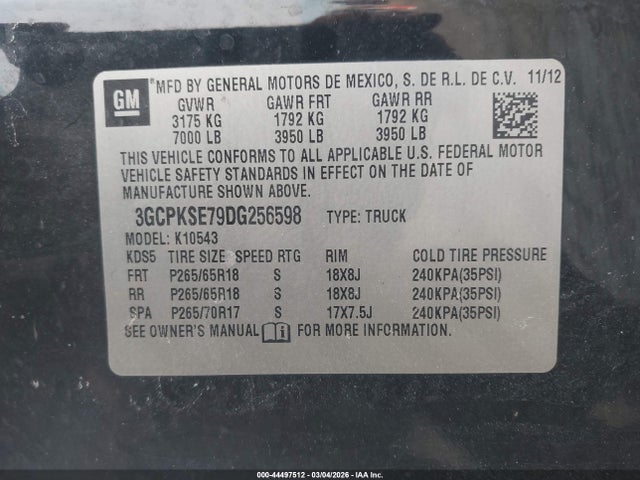 GM
*MFD BY GENERAL MOTORS DE MEXICO, S. DE R.L. DE C.V. 11/12
GVWR GAWR FRT GAWR RR
3175 KG 1792 KG 1792 KG
7000 LB 3950 LB 3950 LB
THIS VEHICLE CONFORMS TO ALL APPLICABLE U.S. FEDERAL MOTOR
VEHICLE SAFETY STANDARDS IN EFFECT ON THE DATE OF
MANUFACTURE SHOWN ABOVE.
3GCPKSE79DG256598 TYPE: TRUCK
MODEL: K10543
KDS5 TIRE SIZE SPEED RTG RIM COLD TIRE PRESSURE
FRT P265/65R18 S 18X8J 240KPA(35PSI)
RR P265/65R18 S 18X8J 240KPA(35PSI)
SPA P265/70R17 S 17X7.5J 240KPA(35PSI)
SEE OWNER'S MANUAL FOR MORE INFORMATION.
000-44497512 - 03/04/2026 - IAA Inc.